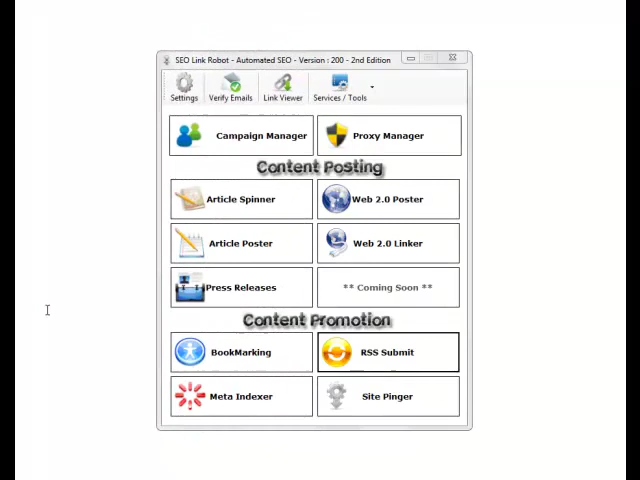 SEO Link Robot - Automated SEO - Version : 200 - 2nd Edition
Settings
Verify Emails
Link Viewer
Services / Tools
Campaign Manager
Proxy Manager
Content Posting
Article Spinner
Web 2.0 Poster
Article Poster
Web 2.0 Linker
Press Releases
** Coming Soon **
Content Promotion
BookMarking
RSS Submit
Meta Indexer
Site Pinger